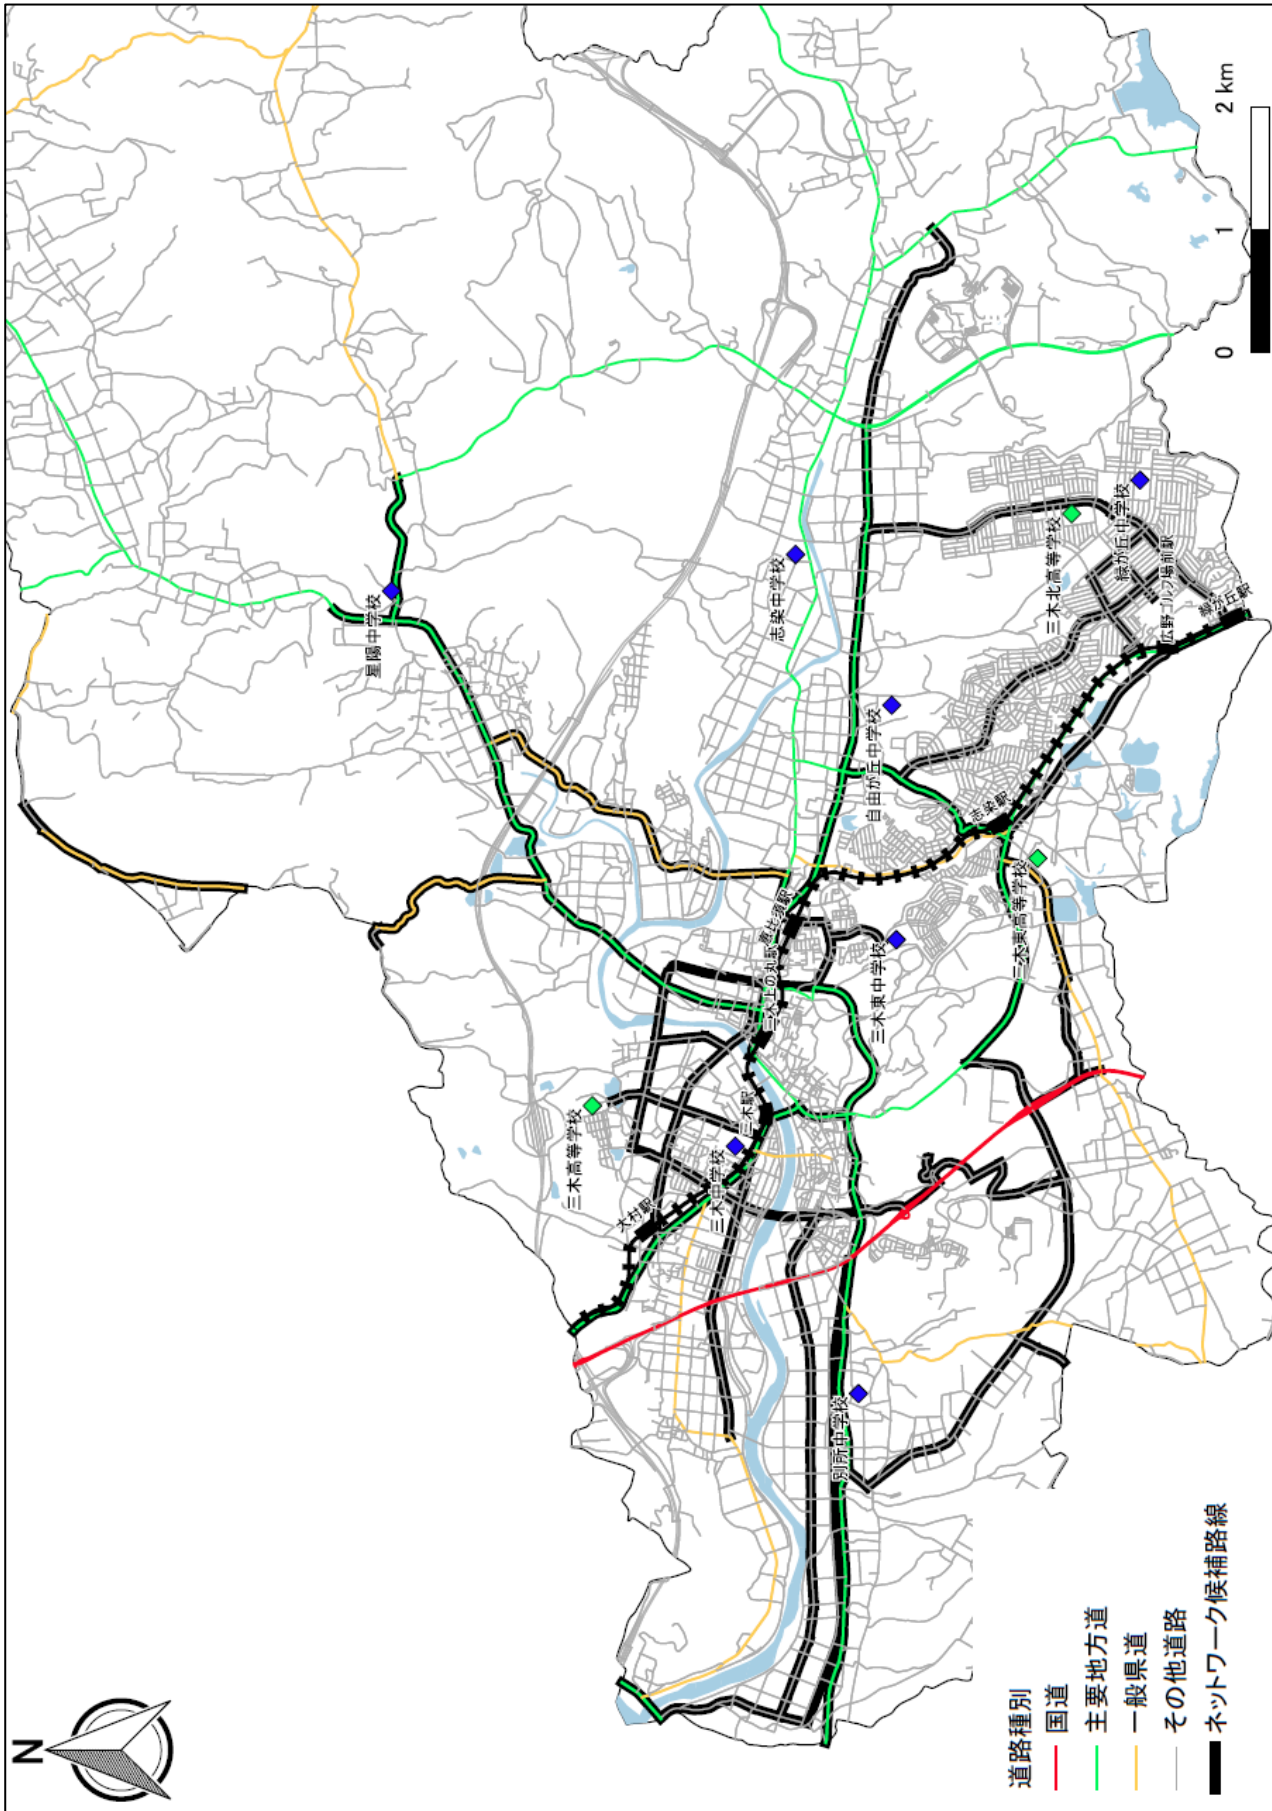 N
星陽中学校
志染中学校
三木北高等学校
緑が丘中学校
広野ゴルフ場前駅
緑が丘駅
自由が丘中学校
志染駅
三木東高等学校
恵比須駅
三木上の丸駅
三木東中学校
三木高等学校
三木駅
三木中学校
大村駅
別所中学校
道路種別
国道
主要地方道
一般県道
その他道路
ネットワーク候補路線
0 1 2 km